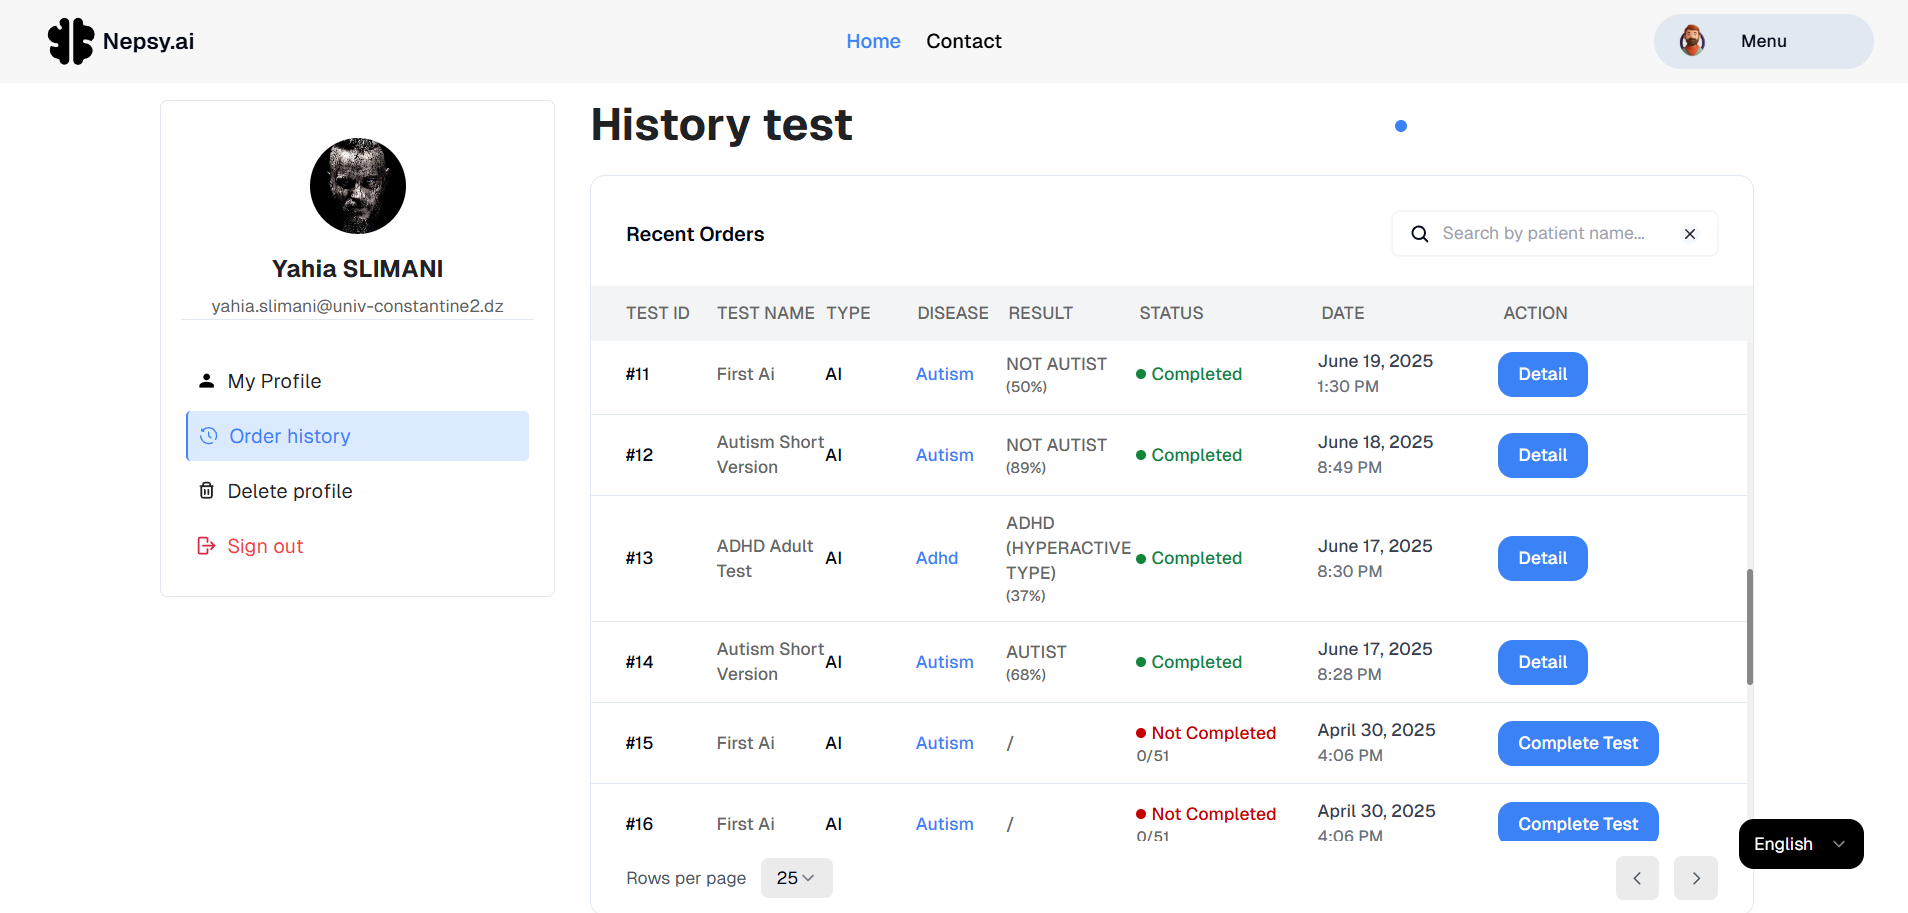 Nepsy.ai
Home Contact
Menu
Yahia SLIMANI
yahia.slimani@univ-constantine2.dz
My Profile
Order history
Delete profile
Sign out
History test
Recent Orders
Search by patient name...
TEST ID TEST NAME TYPE DISEASE RESULT STATUS DATE ACTION
#11 First Ai AI Autism NOT AUTIST (50%) Completed June 19, 2025 1:30 PM Detail
#12 Autism Short Version AI Autism NOT AUTIST (89%) Completed June 18, 2025 8:49 PM Detail
#13 ADHD Adult Test AI Adhd ADHD (HYPERACTIVE TYPE) (37%) Completed June 17, 2025 8:30 PM Detail
#14 Autism Short Version AI Autism AUTIST (68%) Completed June 17, 2025 8:28 PM Detail
#15 First Ai AI Autism / Not Completed 0/51 April 30, 2025 4:06 PM Complete Test
#16 First Ai AI Autism / Not Completed 0/51 April 30, 2025 4:06 PM Complete Test
English
Rows per page 25